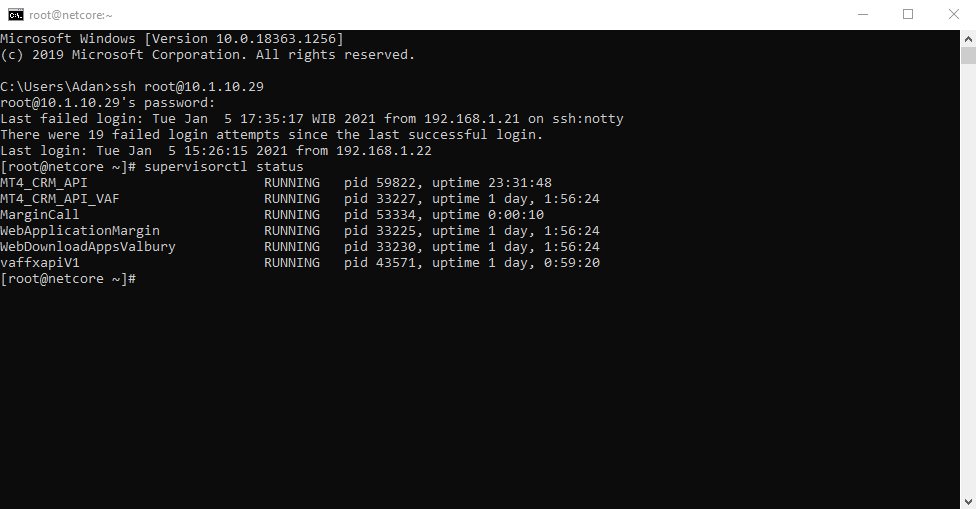 root@netcore:~
Microsoft Windows [Version 10.0.18363.1256]
(c) 2019 Microsoft Corporation. All rights reserved.
C:\Users\Adan>ssh root@10.1.10.29
root@10.1.10.29's password:
Last failed login: Tue Jan  5 17:35:17 WIB 2021 from 192.168.1.21 on ssh:notty
There were 19 failed login attempts since the last successful login.
Last login: Tue Jan  5 15:26:15 2021 from 192.168.1.22
[root@netcore ~]# supervisorctl status
MT4_CRM_API                      RUNNING   pid 59822, uptime 23:31:48
MT4_CRM_API_VAF                  RUNNING   pid 33227, uptime 1 day, 1:56:24
MarginCall                       RUNNING   pid 53334, uptime 0:00:10
WebApplicationMargin             RUNNING   pid 33225, uptime 1 day, 1:56:24
WebDownloadAppsValbury           RUNNING   pid 33230, uptime 1 day, 1:56:24
vaffxapiV1                       RUNNING   pid 43571, uptime 1 day, 0:59:20
[root@netcore ~]#